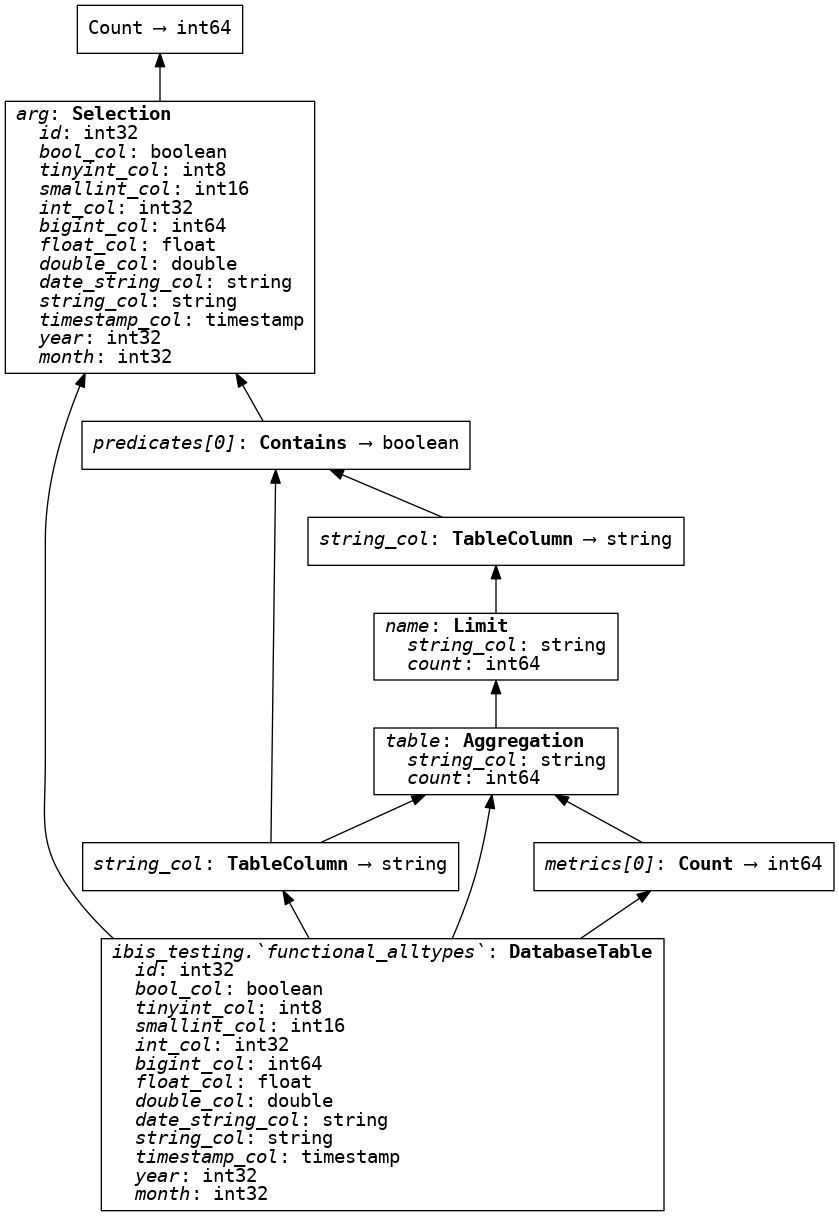 Count → int64
arg: Selection
id: int32
bool_col: boolean
tinyint_col: int8
smallint_col: int16
int_col: int32
bigint_col: int64
float_col: float
double_col: double
date_string_col: string
string_col: string
timestamp_col: timestamp
year: int32
month: int32
predicates[0]: Contains → boolean
string_col: TableColumn → string
name: Limit
string_col: string
count: int64
table: Aggregation
string_col: string
count: int64
string_col: TableColumn → string
metrics[0]: Count → int64
ibis_testing.`functional_alltypes`: DatabaseTable
id: int32
bool_col: boolean
tinyint_col: int8
smallint_col: int16
int_col: int32
bigint_col: int64
float_col: float
double_col: double
date_string_col: string
string_col: string
timestamp_col: timestamp
year: int32
month: int32